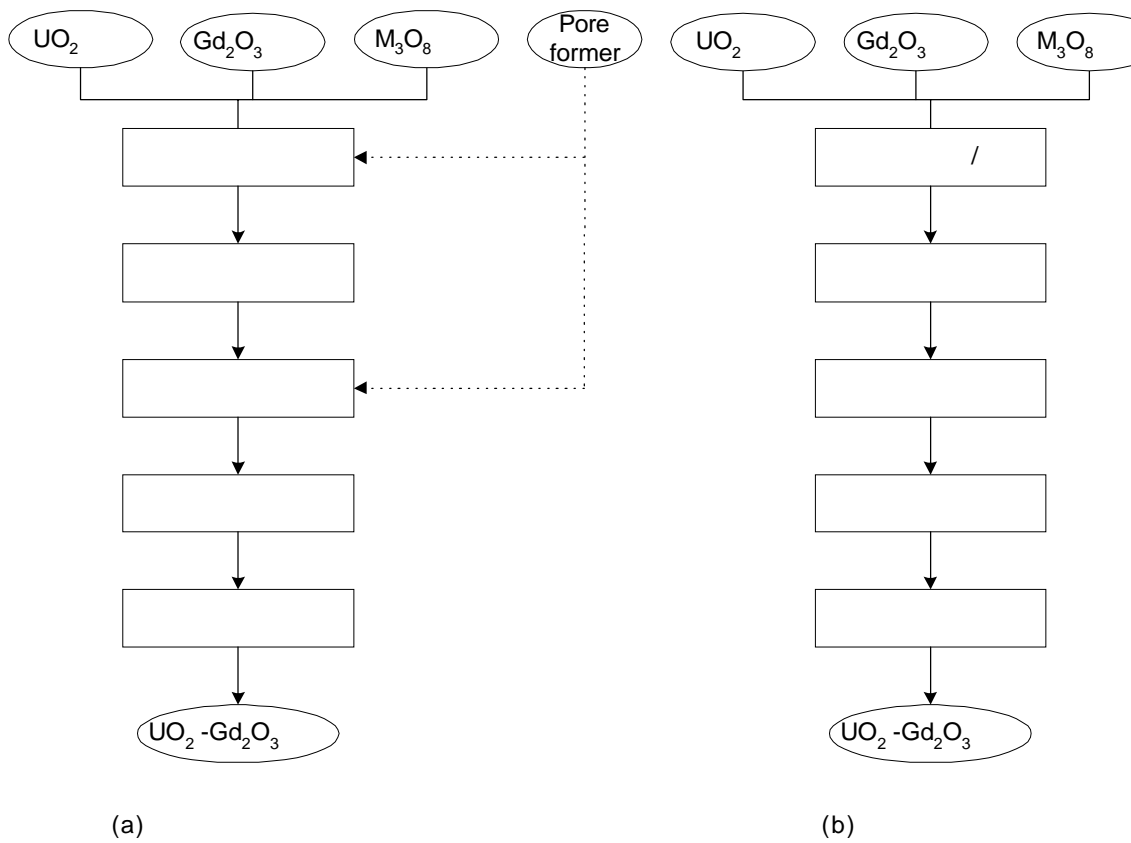 UO₂
Gd₂O₃
M₃O₈
Pore
former
UO₂ -Gd₂O₃
(a)
UO₂
Gd₂O₃
M₃O₈
/
UO₂ -Gd₂O₃
(b)